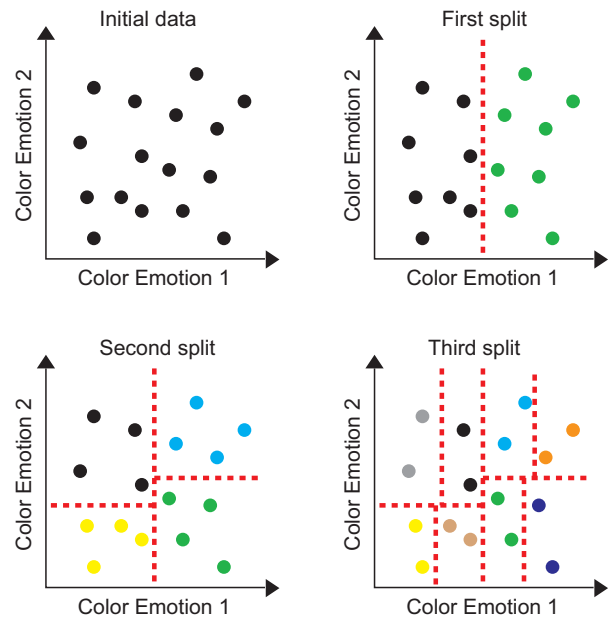 Initial data
Color Emotion 2
Color Emotion 1
First split
Color Emotion 2
Color Emotion 1
Second split
Color Emotion 2
Color Emotion 1
Third split
Color Emotion 2
Color Emotion 1